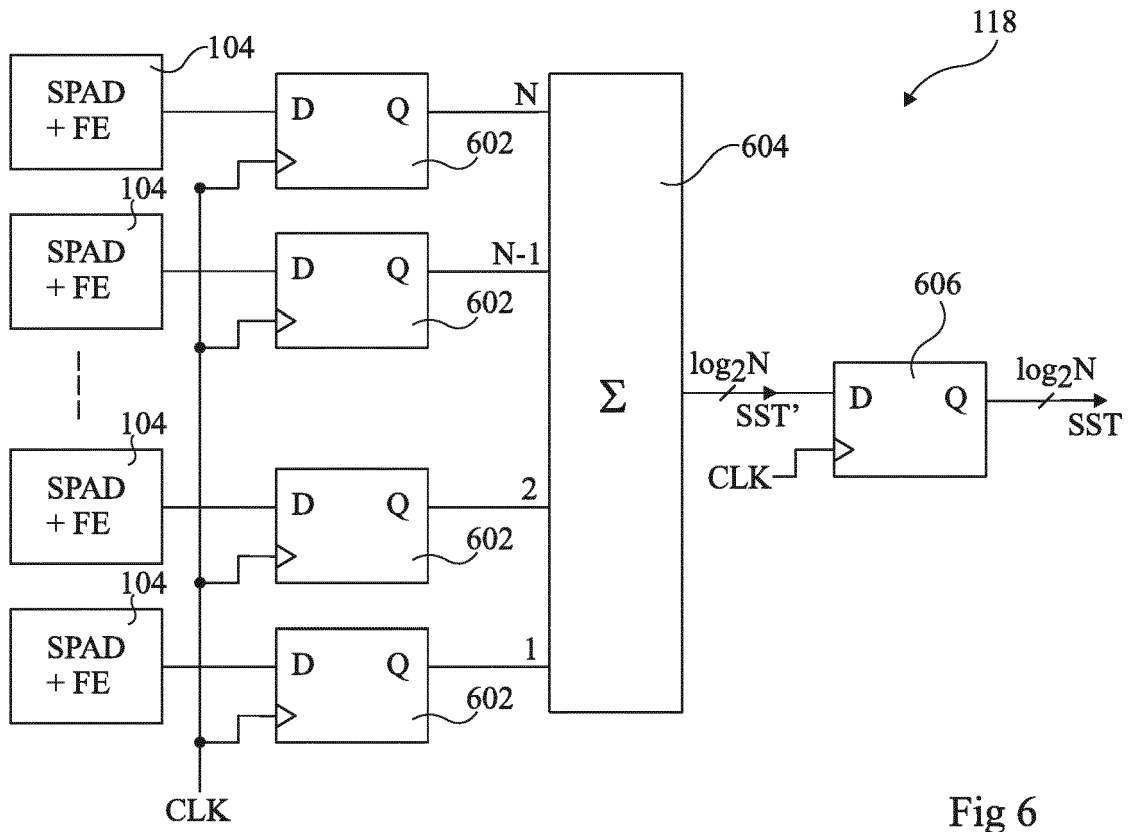 118
104
SPAD
+ FE
D Q
602
N
604
104
SPAD
+ FE
D Q
602
N-1
606
Σ
log2N
SST’
D Q
CLK
log2N
SST
104
SPAD
+ FE
D Q
602
2
104
SPAD
+ FE
D Q
602
1
CLK
Fig 6